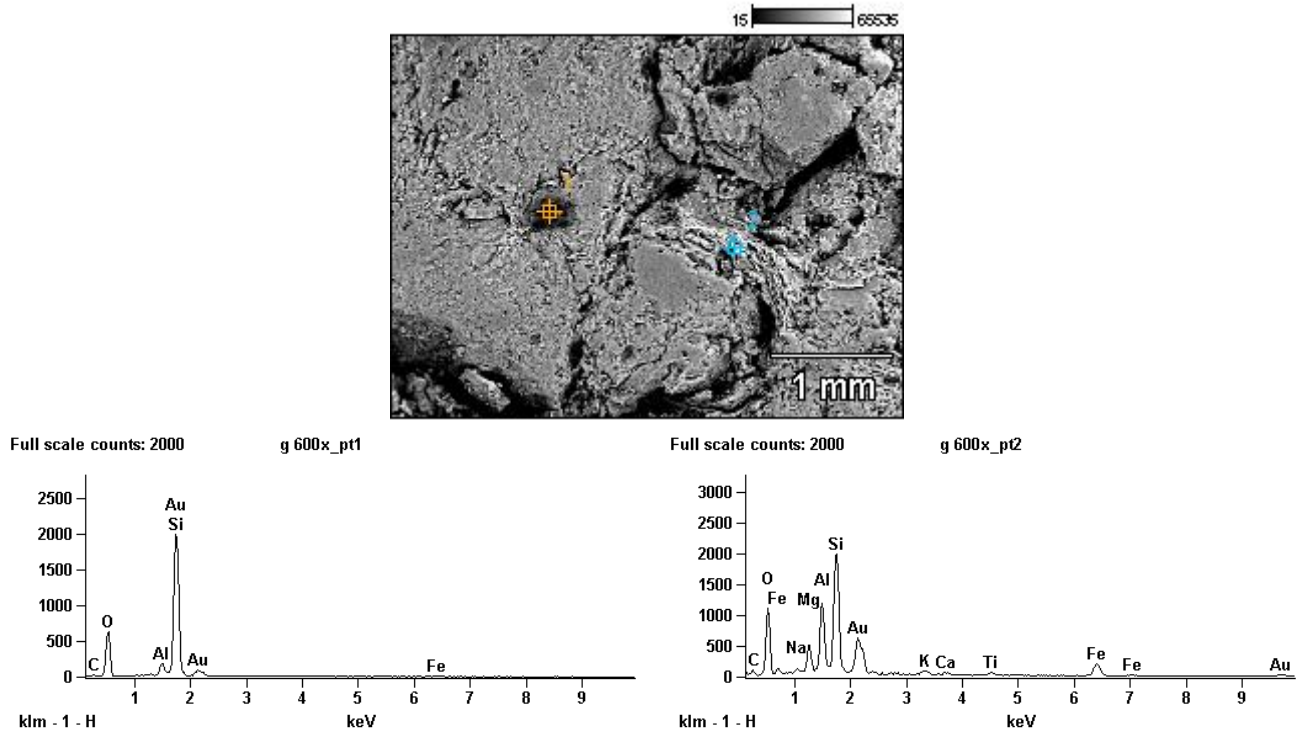 15 65535
1 mm
Full scale counts: 2000 g 600x_pt1
2500
2000
1500
1000
500
0
Au
Si
O
C
Al
Au
Fe
1 2 3 4 5 6 7 8 9
klm - 1 - H keV
Full scale counts: 2000 g 600x_pt2
3000
2500
2000
1500
1000
500
0
Si
O
Al
Fe
Mg
Au
Na
C
K
Ca
Ti
Fe
Fe
Au
1 2 3 4 5 6 7 8 9
klm - 1 - H keV